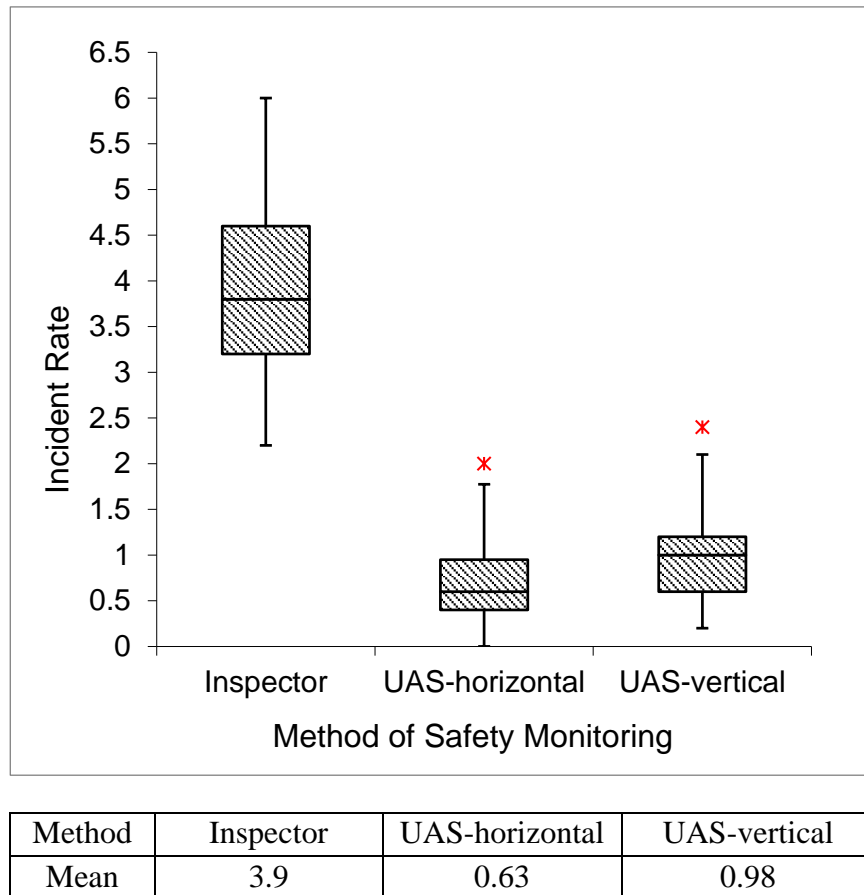 6.5
6
5.5
5
4.5
4
3.5
3
2.5
2
1.5
1
0.5
0
Incident Rate
Inspector UAS-horizontal UAS-vertical
Method of Safety Monitoring
Method Inspector UAS-horizontal UAS-vertical
Mean 3.9 0.63 0.98